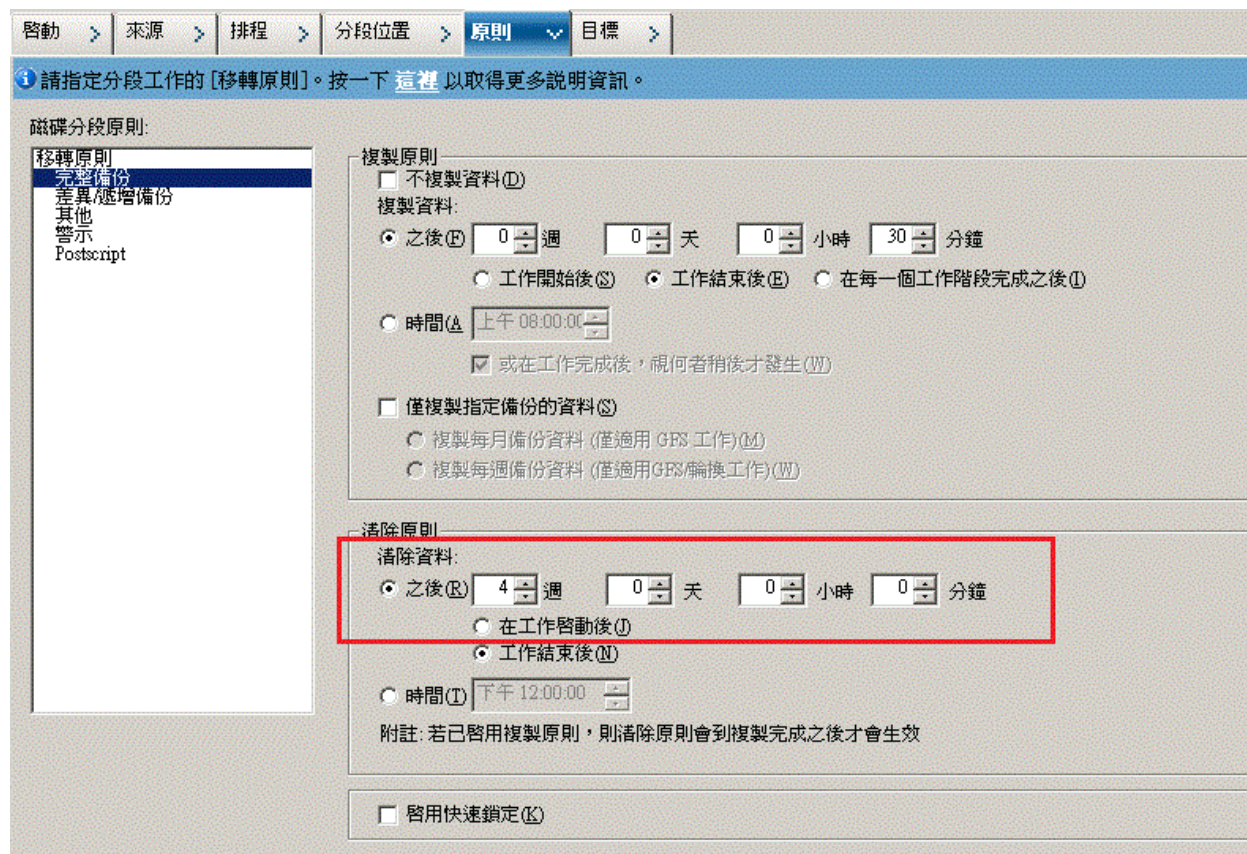 啓動 > 來源 > 排程 > 分段位置 > 原則 目標 >
請指定分段工作的 [移轉原則]。按一下 這裡 以取得更多說明資訊。
磁碟分段原則:
移轉原則
完整備份
差異/遞增備份
其他
警示
Postscript
複製原則
不複製資料(D)
複製資料:
之後(F) 0 週 0 天 0 小時 30 分鐘
工作開始後(S) 工作結束後(E) 在每一個工作階段完成之後(I)
時間(A 上午 08:00:00
或在工作完成後，視何者稍後才發生(W)
僅複製指定備份的資料(S)
複製每月備份資料 (僅適用 GFS 工作)(M)
複製每週備份資料 (僅適用GFS/輪換工作)(W)
清除原則
清除資料:
之後(R) 4 週 0 天 0 小時 0 分鐘
在工作啓動後(J)
工作結束後(N)
時間(T) 下午 12:00:00
附註: 若已啓用複製原則，則清除原則會到複製完成之後才會生效
啓用快速鎖定(K)